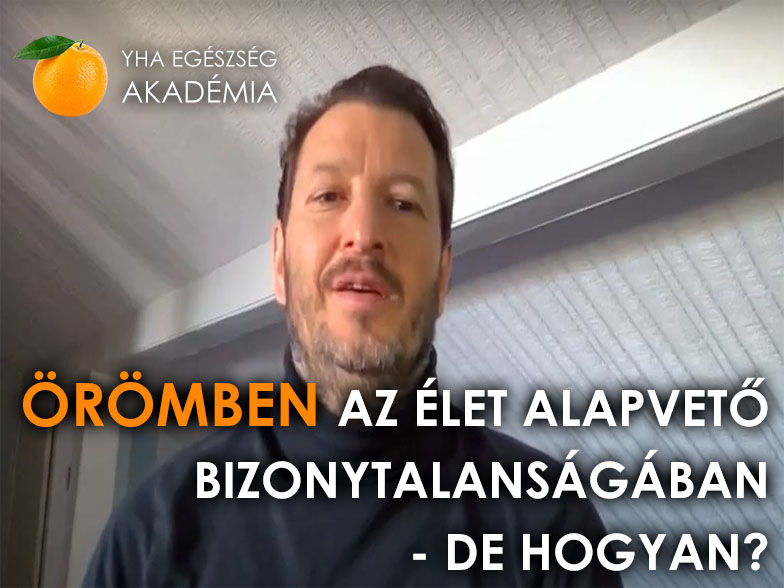 YHA EGÉSZSÉG
AKADÉMIA
ÖRÖMBEN AZ ÉLET ALAPVETŐ
BIZONYTALANSÁGÁBAN
- DE HOGYAN?